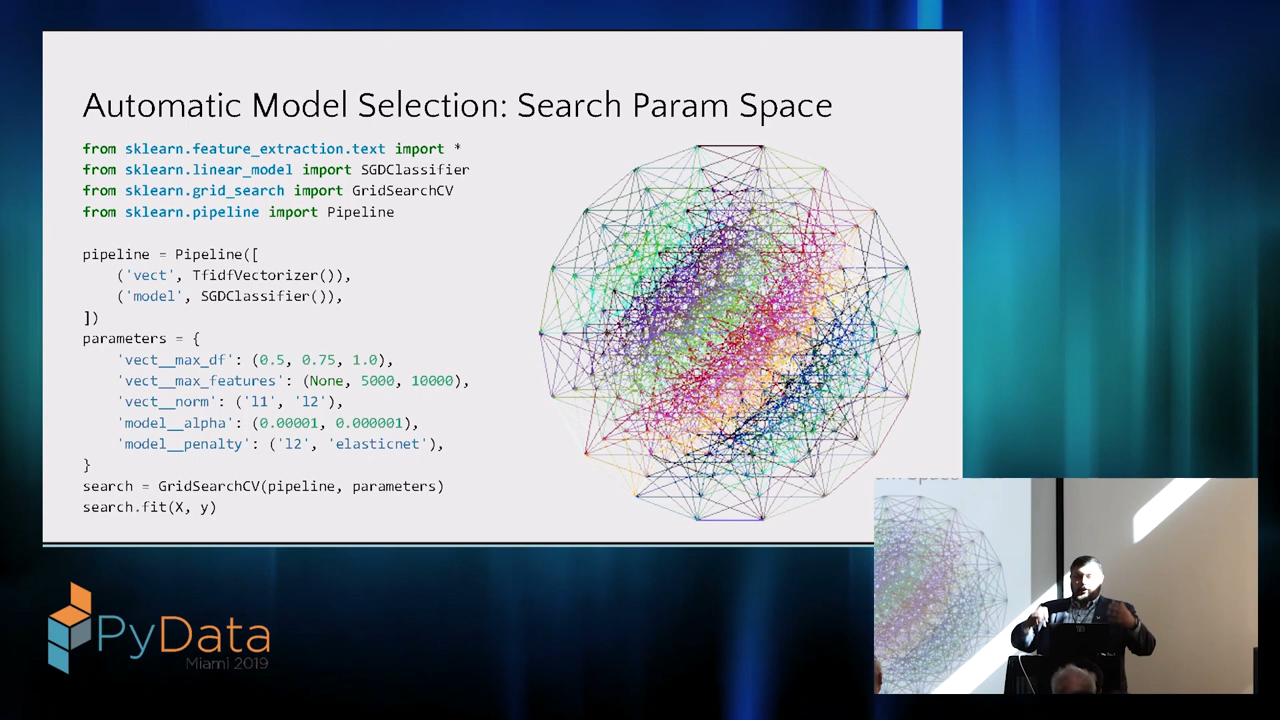 Automatic Model Selection: Search Param Space
from sklearn.feature_extraction.text import *
from sklearn.linear_model import SGDClassifier
from sklearn.grid_search import GridSearchCV
from sklearn.pipeline import Pipeline
pipeline = Pipeline([
    ('vect', TfidfVectorizer()),
    ('model', SGDClassifier()),
])
parameters = {
    'vect__max_df': (0.5, 0.75, 1.0),
    'vect__max_features': (None, 5000, 10000),
    'vect__norm': ('l1', 'l2'),
    'model__alpha': (0.00001, 0.000001),
    'model__penalty': ('l2', 'elasticnet'),
}
search = GridSearchCV(pipeline, parameters)
search.fit(X, y)
Space
PyData
Miami 2019